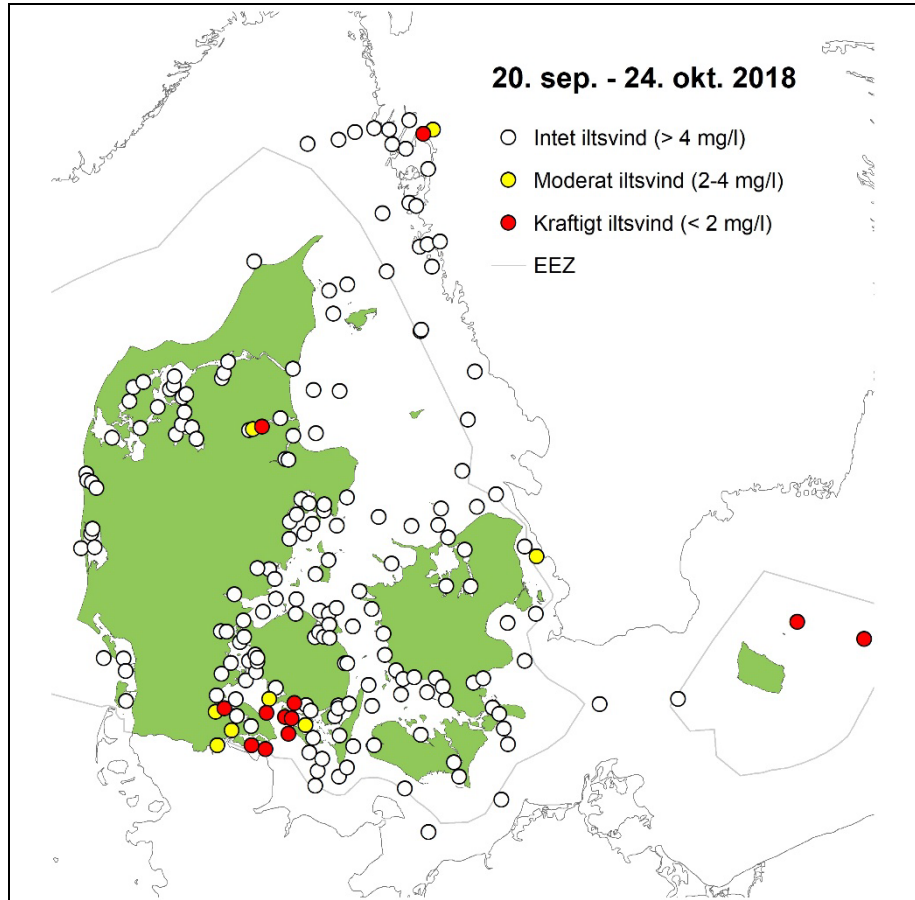 20. sep. - 24. okt. 2018
Intet iltsvind (> 4 mg/l)
Moderat iltsvind (2-4 mg/l)
Kraftigt iltsvind (< 2 mg/l)
EEZ